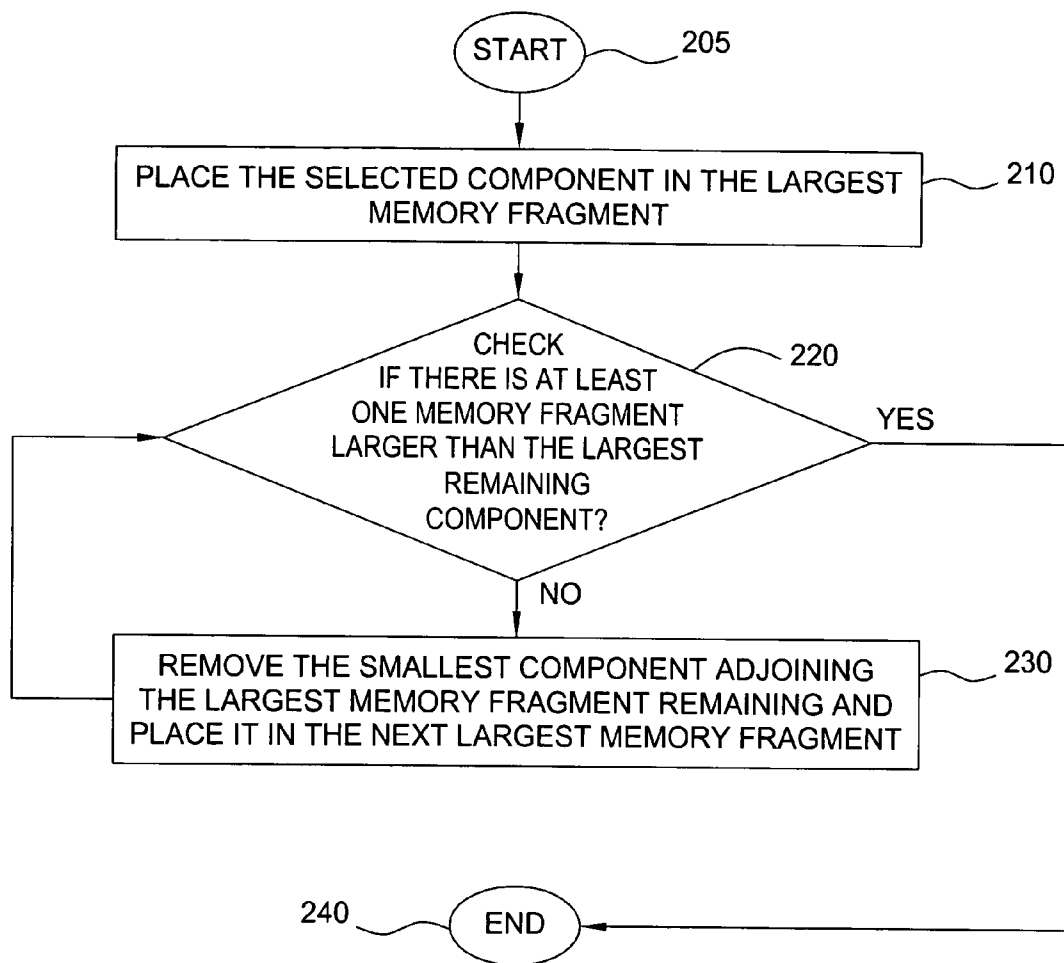 START
205
PLACE THE SELECTED COMPONENT IN THE LARGEST
MEMORY FRAGMENT
210
CHECK
IF THERE IS AT LEAST
ONE MEMORY FRAGMENT
LARGER THAN THE LARGEST
REMAINING
COMPONENT?
220
YES
NO
REMOVE THE SMALLEST COMPONENT ADJOINING
THE LARGEST MEMORY FRAGMENT REMAINING AND
PLACE IT IN THE NEXT LARGEST MEMORY FRAGMENT
230
240
END